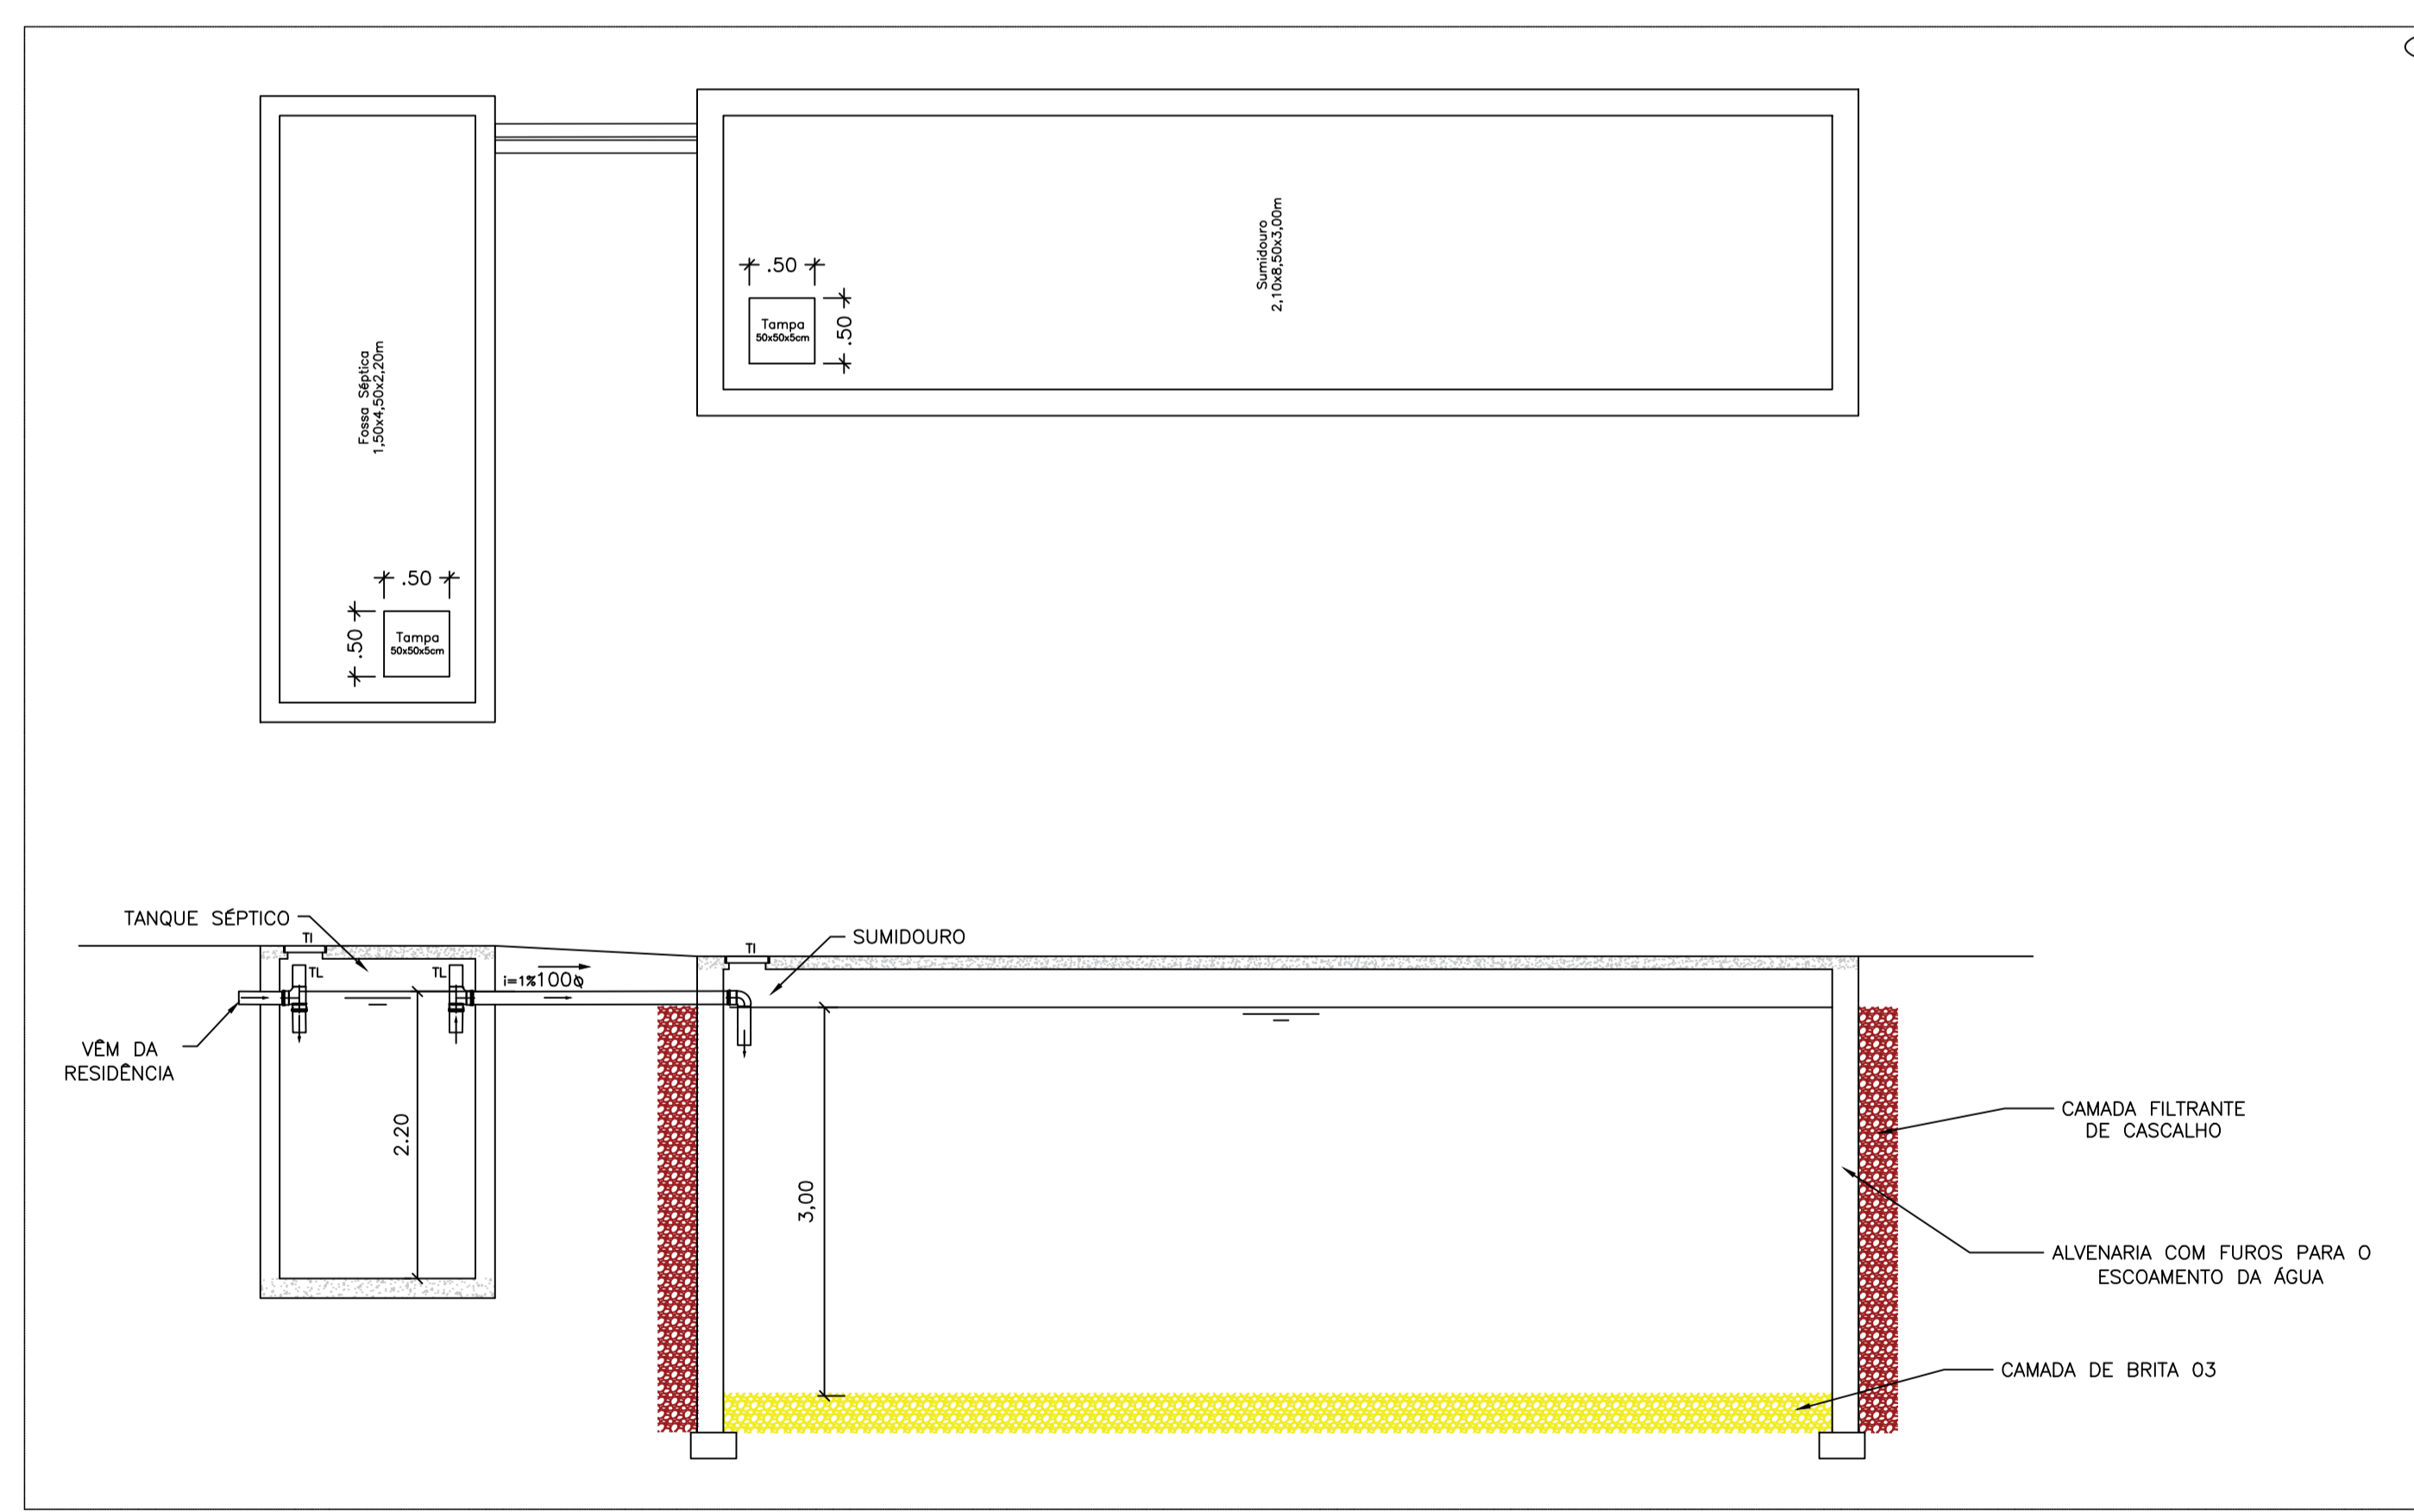 Sumidouro
2,10x8,50x3,00m
.50
Tampa
50x50x5cm
.50
Fossa Séptica
1,50x4,50x2,20m
.50
.50
Tampa
50x50x5cm
TANQUE SÉPTICO
TI
TL
TL
i=1%100ø
TI
SUMIDOURO
VÊM DA
RESIDÊNCIA
2.20
3,00
CAMADA FILTRANTE
DE CASCALHO
ALVENARIA COM FUROS PARA O
ESCOAMENTO DA ÁGUA
CAMADA DE BRITA 03